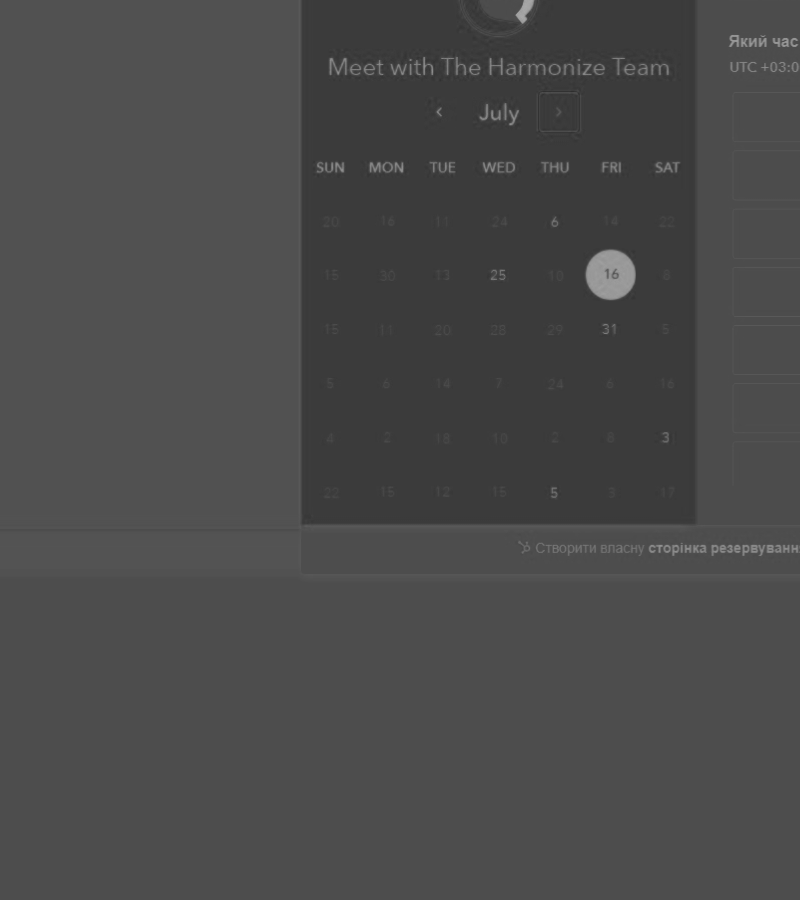 Meet with The Harmonize Team
Який час
UTC +03:0
‹ July ›
SUN MON TUE WED THU FRI SAT
20 16 11 24 6 14 22
15 30 13 25 10 16 8
15 11 20 28 29 31 5
5 6 14 7 24 6 16
4 2 18 10 2 8 3
22 15 12 15 5 3 17
Створити власну сторінка резервуванн